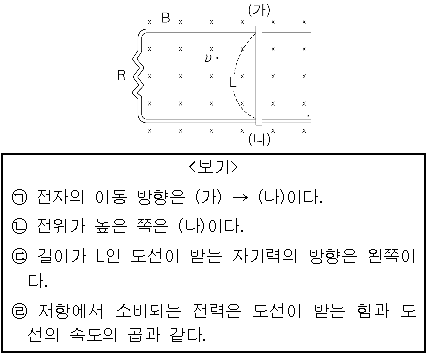 (가)
B
υ
R
L
(나)
<보기>
㉠ 전자의 이동 방향은 (가) → (나)이다.
㉡ 전위가 높은 쪽은 (나)이다.
㉢ 길이가 L인 도선이 받는 자기력의 방향은 왼쪽이
다.
㉣ 저항에서 소비되는 전력은 도선이 받는 힘과 도
선의 속도의 곱과 같다.